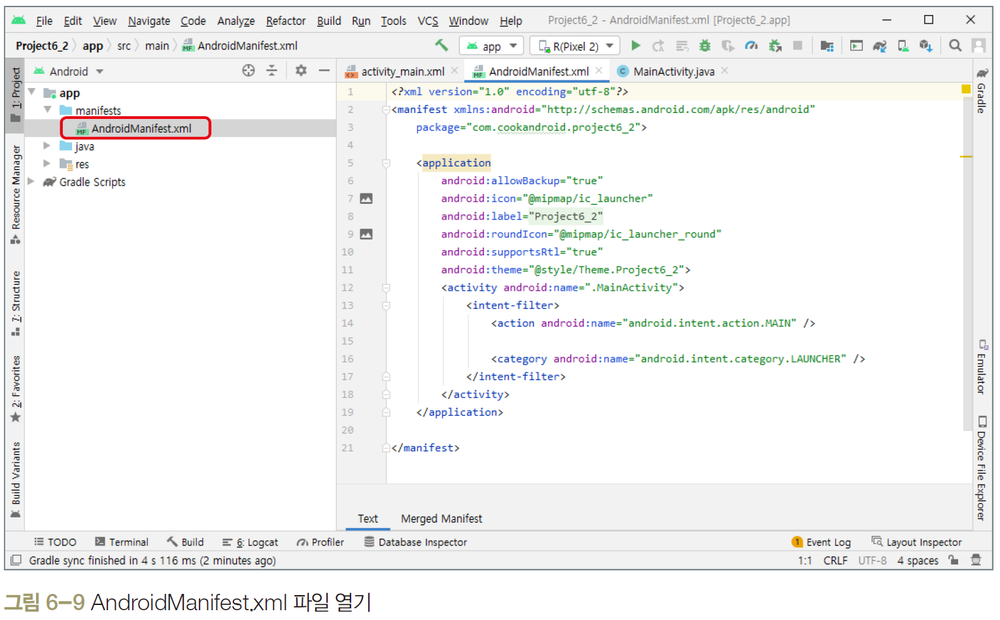 File Edit View Navigate Code Analyze Refactor Build Run Tools VCS Window Help Project6_2 - AndroidManifest.xml [Project6_2.app]
Project6_2 app src main AndroidManifest.xml app R(Pixel 2)
1: Project
Resource Manager
7: Structure
2: Favorites
Build Variants
Android
app
manifests
AndroidManifest.xml
java
res
Gradle Scripts
activity_main.xml AndroidManifest.xml MainActivity.java
1 <?xml version="1.0" encoding="utf-8"?>
2 <manifest xmlns:android="http://schemas.android.com/apk/res/android"
3 package="com.cookandroid.project6_2">
4
5 <application
6 android:allowBackup="true"
7 android:icon="@mipmap/ic_launcher"
8 android:label="Project6_2"
9 android:roundIcon="@mipmap/ic_launcher_round"
10 android:supportsRtl="true"
11 android:theme="@style/Theme.Project6_2">
12 <activity android:name=".MainActivity">
13 <intent-filter>
14 <action android:name="android.intent.action.MAIN" />
15
16 <category android:name="android.intent.category.LAUNCHER" />
17 </intent-filter>
18 </activity>
19 </application>
20
21 </manifest>
Text Merged Manifest
Gradle
Emulator
Device File Explorer
TODO Terminal Build 6: Logcat Profiler Database Inspector 1 Event Log Layout Inspector
Gradle sync finished in 4 s 116 ms (2 minutes ago) 1:1 CRLF UTF-8 4 spaces
그림 6-9 AndroidManifest.xml 파일 열기